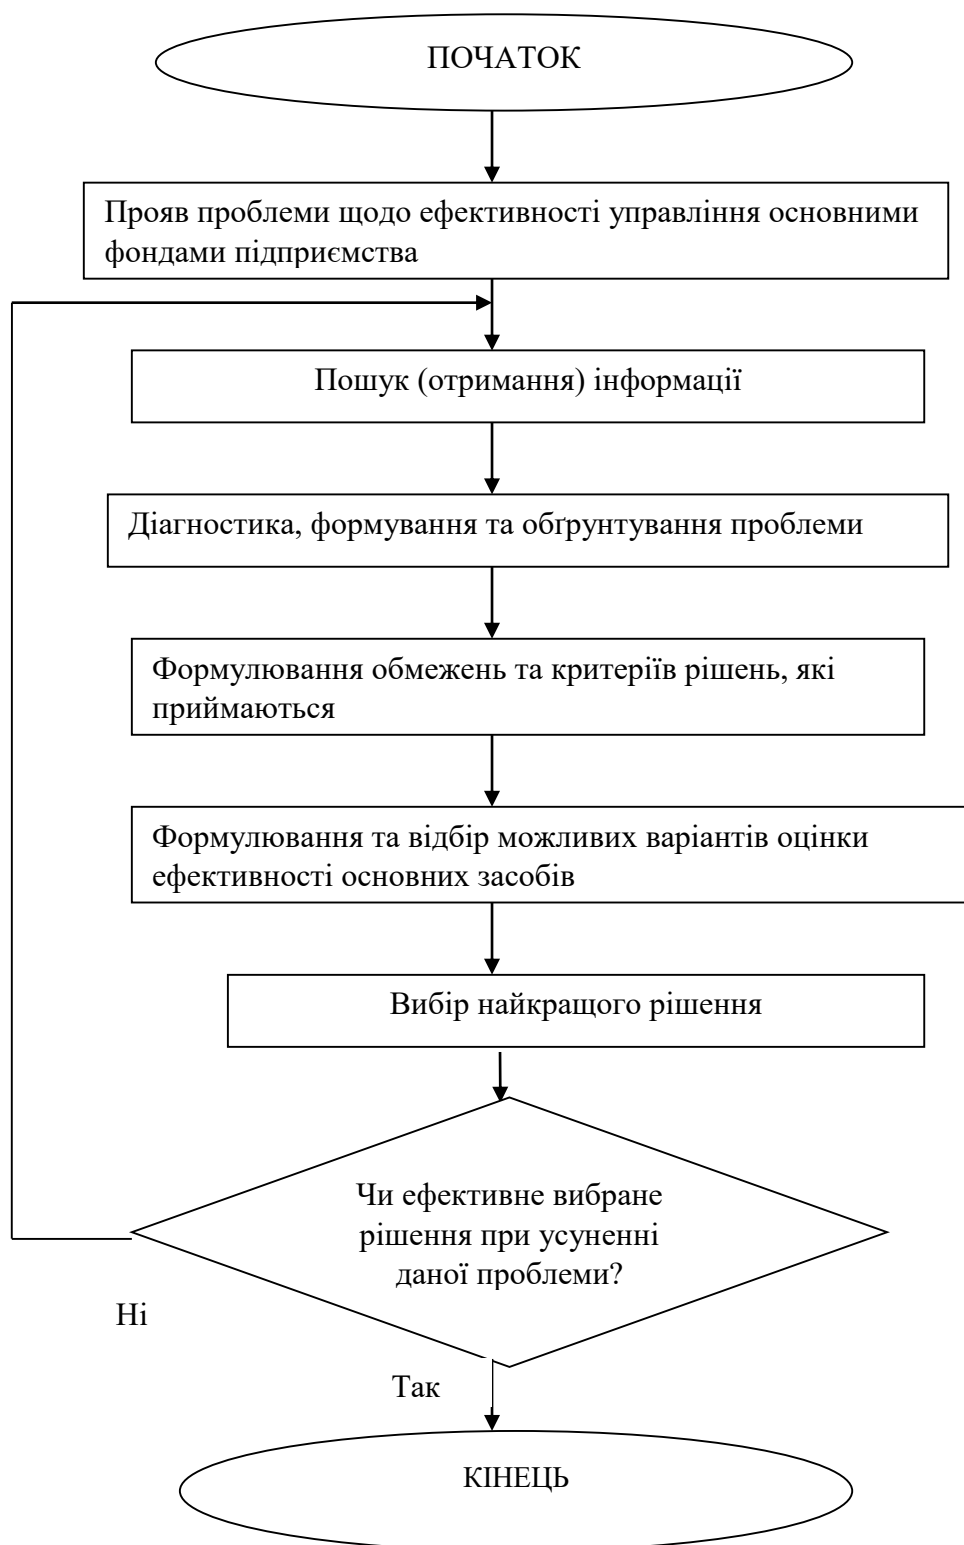 ПОЧАТОК
Прояв проблеми щодо ефективності управління основними
фондами підприємства
Пошук (отримання) інформації
Діагностика, формування та обґрунтування проблеми
Формулювання обмежень та критеріїв рішень, які
приймаються
Формулювання та відбір можливих варіантів оцінки
ефективності основних засобів
Вибір найкращого рішення
Чи ефективне вибране
рішення при усуненні
даної проблеми?
Ні
Так
КІНЕЦЬ